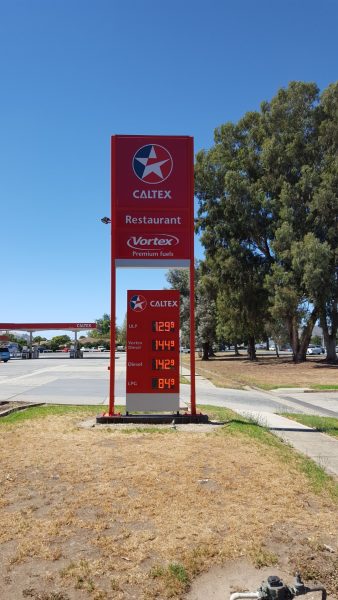 CALTEX
Restaurant
Vortex
Premium fuels
CALTEX
ULP 129.9
Vortex Diesel 144.9
Diesel 142.9
LPG 84.9
CALTEX